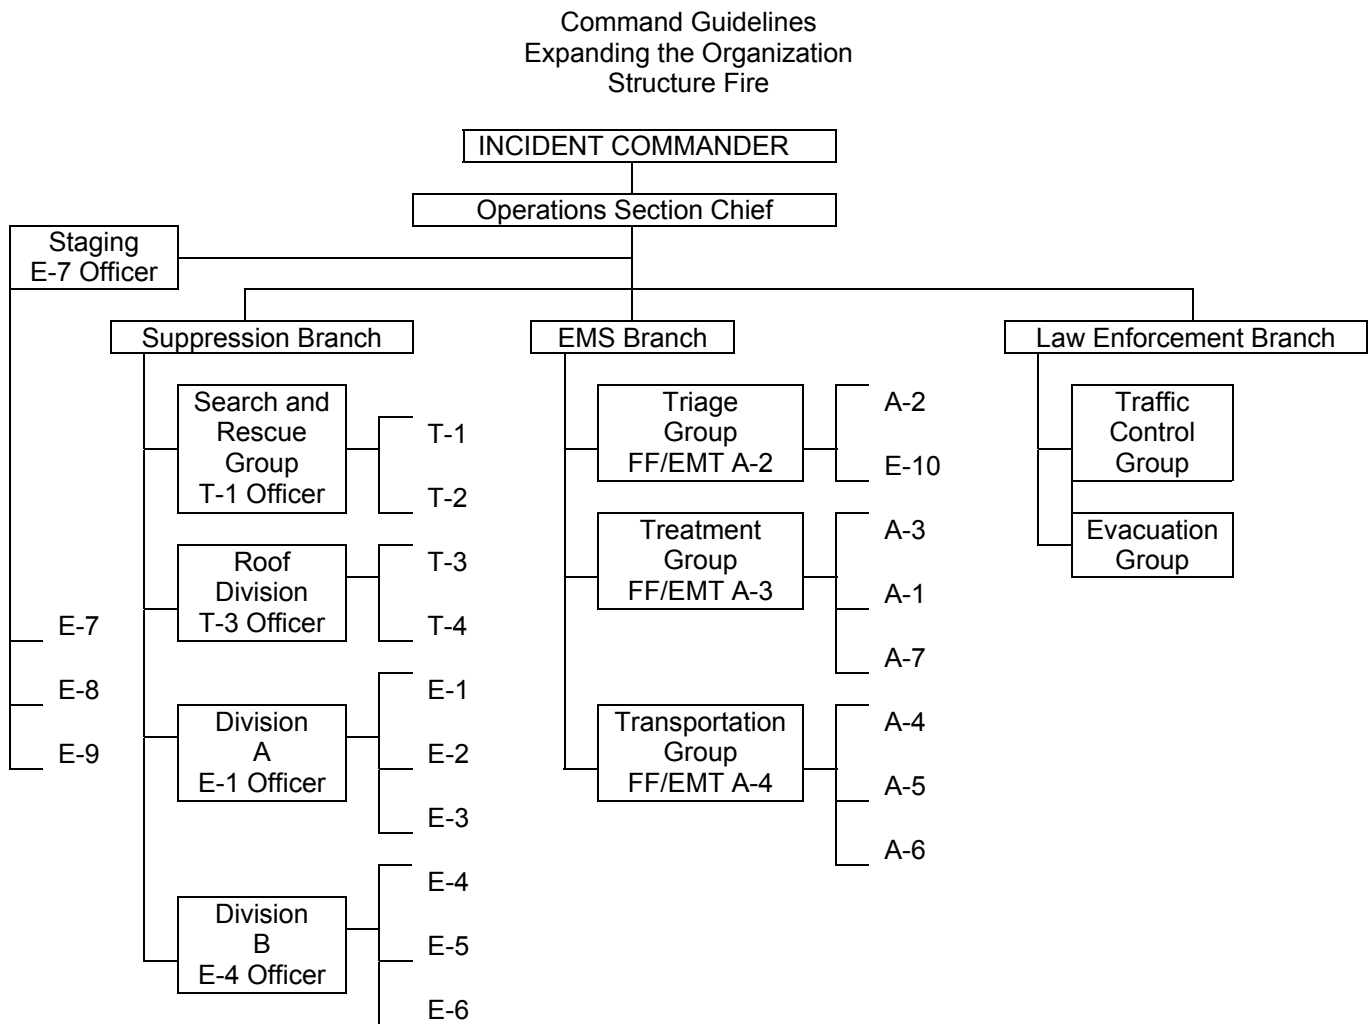 Command Guidelines
Expanding the Organization
Structure Fire
INCIDENT COMMANDER
Operations Section Chief
Staging
E-7 Officer
E-7
E-8
E-9
Suppression Branch
Search and
Rescue
Group
T-1 Officer
T-1
T-2
Roof
Division
T-3 Officer
T-3
T-4
Division
A
E-1 Officer
E-1
E-2
E-3
Division
B
E-4 Officer
E-4
E-5
E-6
EMS Branch
Triage
Group
FF/EMT A-2
A-2
E-10
Treatment
Group
FF/EMT A-3
A-3
A-1
A-7
Transportation
Group
FF/EMT A-4
A-4
A-5
A-6
Law Enforcement Branch
Traffic
Control
Group
Evacuation
Group